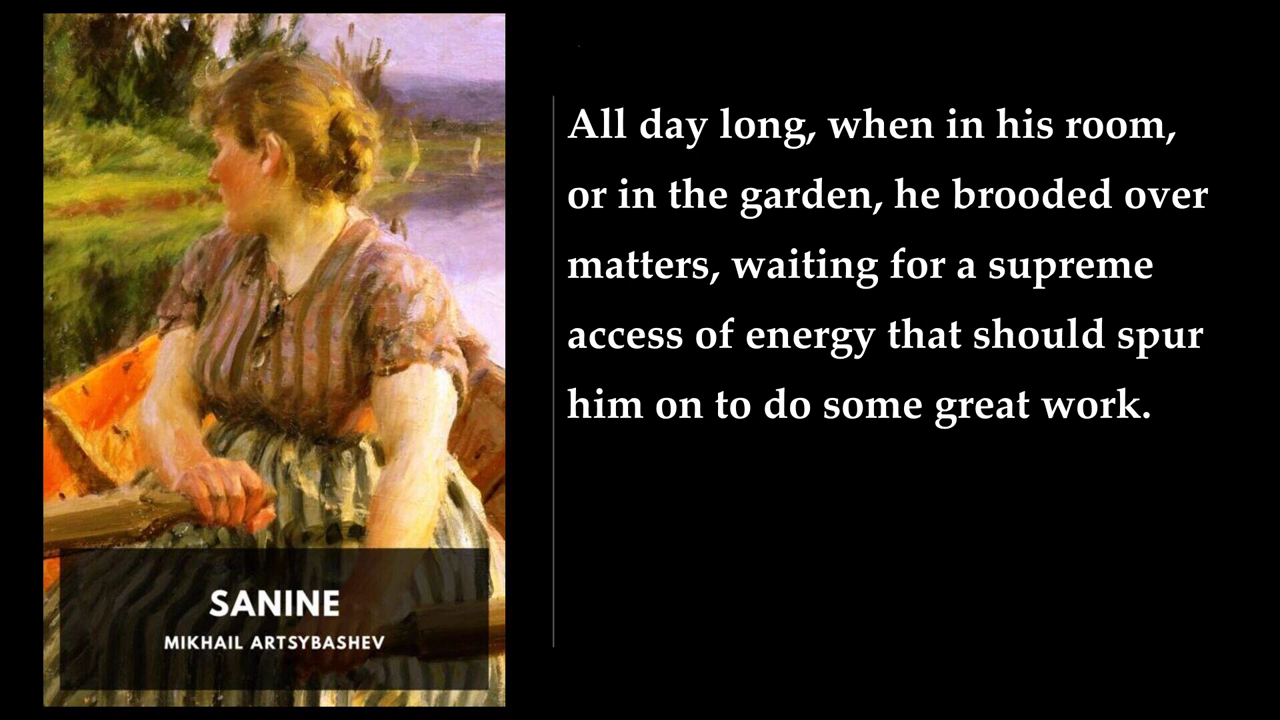 SANINE
MIKHAIL ARTSYBASHEV
All day long, when in his room,
or in the garden, he brooded over
matters, waiting for a supreme
access of energy that should spur
him on to do some great work.